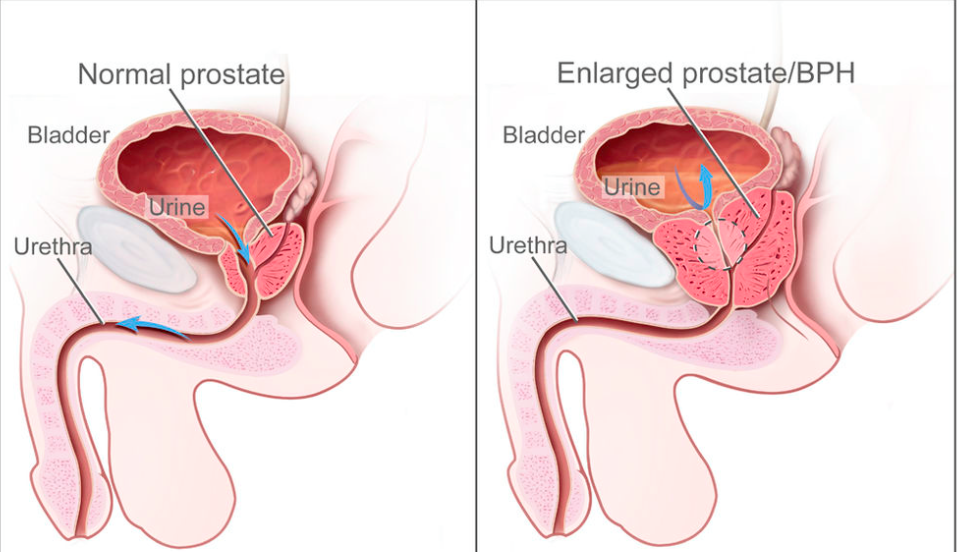 Normal prostate
Bladder
Urine
Urethra
Enlarged prostate/BPH
Bladder
Urine
Urethra